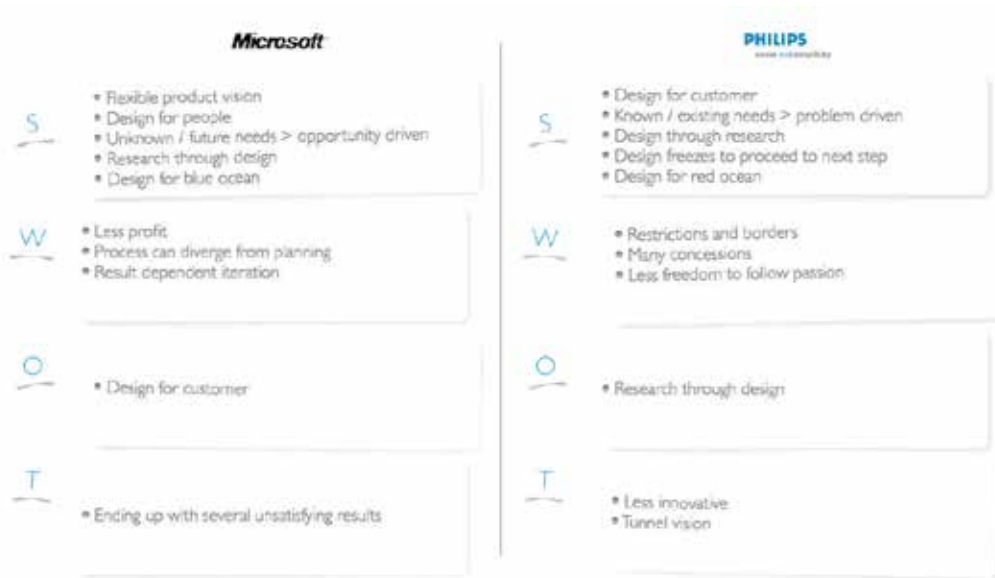 Microsoft
S
• Flexible product vision
• Design for people
• Unknown / future needs > opportunity driven
• Research through design
• Design for blue ocean
W
• Less profit
• Process can diverge from planning
• Result dependent iteration
O
• Design for customer
T
• Ending up with several unsatisfying results
PHILIPS
sense and simplicity
S
• Design for customer
• Known / existing needs > problem driven
• Design through research
• Design freezes to proceed to next step
• Design for red ocean
W
• Restrictions and borders
• Many concessions
• Less freedom to follow passion
O
• Research through design
T
• Less innovative
• Tunnel vision